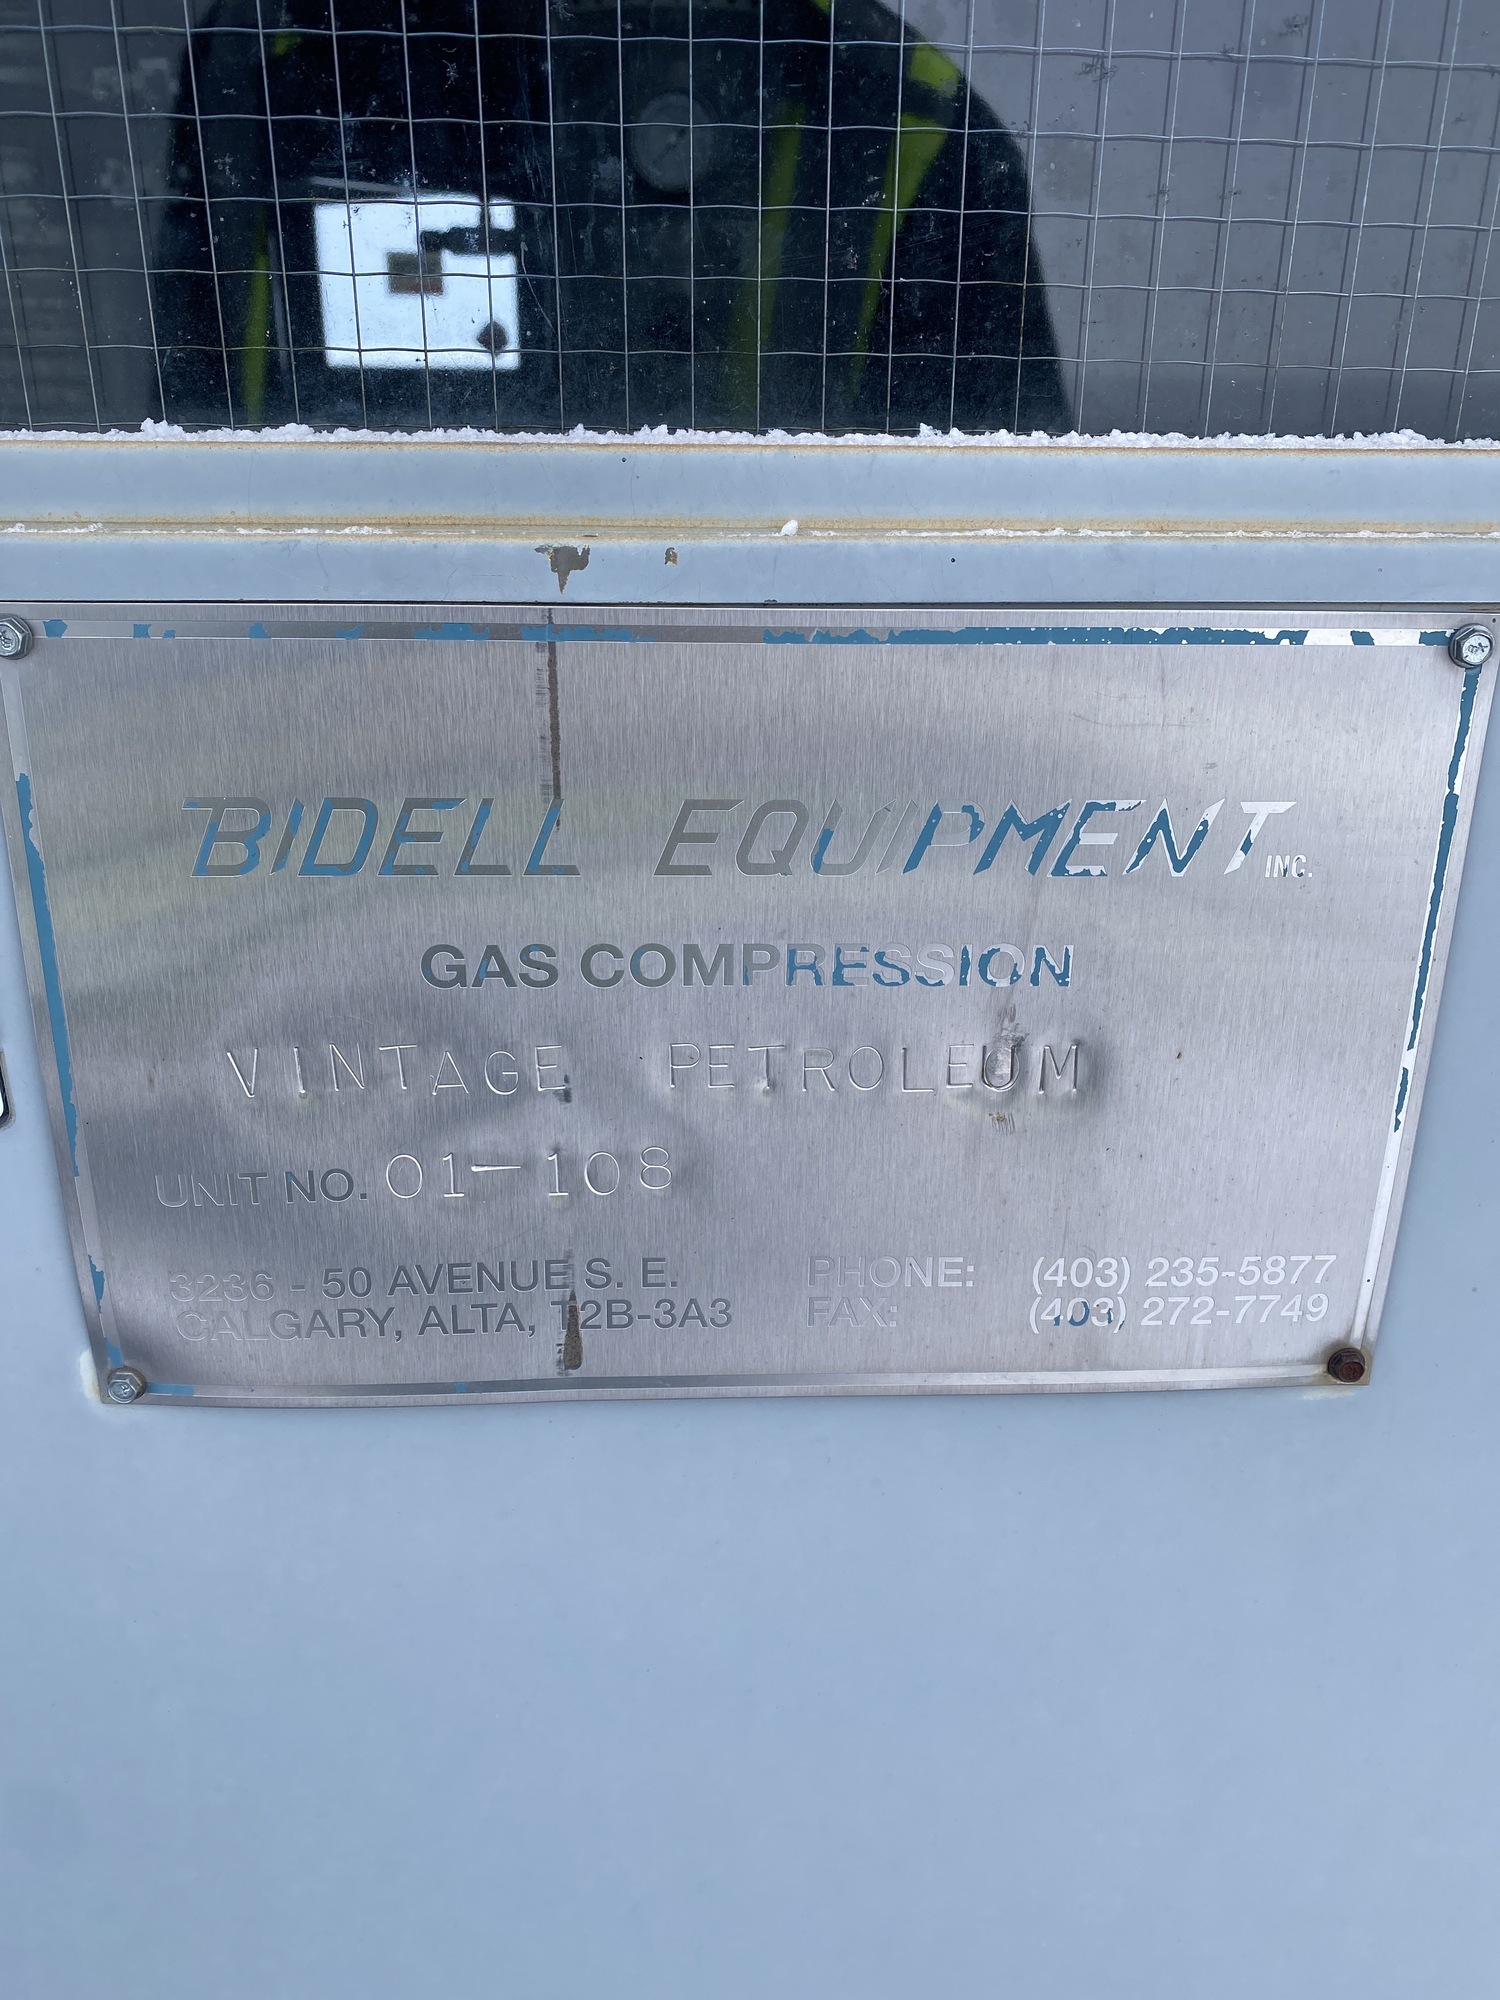 BIDELL EQUIPMENT INC.
GAS COMPRESSION
VINTAGE PETROLEUM
UNIT NO. 01-108
3236 - 50 AVENUE S. E. PHONE: (403) 235-5877
CALGARY, ALTA, T2B-3A3 FAX: (403) 272-7749